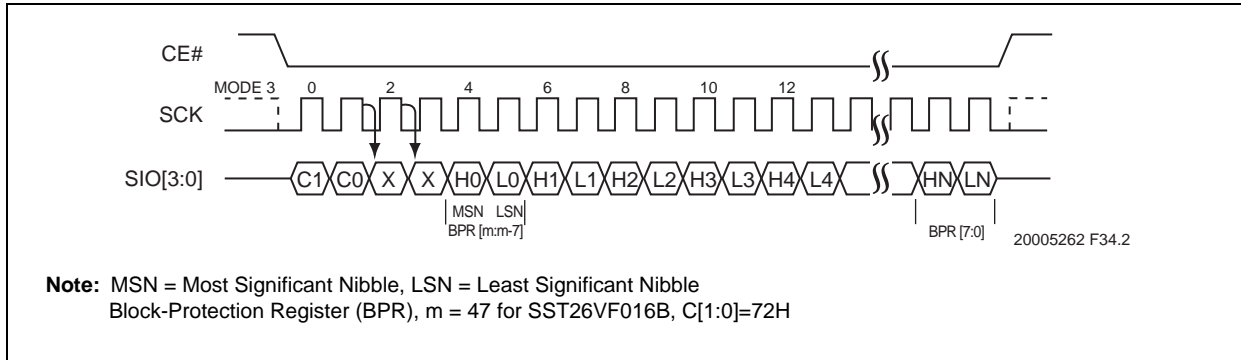 CE#
MODE 3 0 2 4 6 8 10 12
SCK
SIO[3:0] C1 C0 X X H0 L0 H1 L1 H2 L2 H3 L3 H4 L4 HN LN
MSN LSN
BPR [m:m-7] BPR [7:0]
20005262 F34.2
Note: MSN = Most Significant Nibble, LSN = Least Significant Nibble
Block-Protection Register (BPR), m = 47 for SST26VF016B, C[1:0]=72H